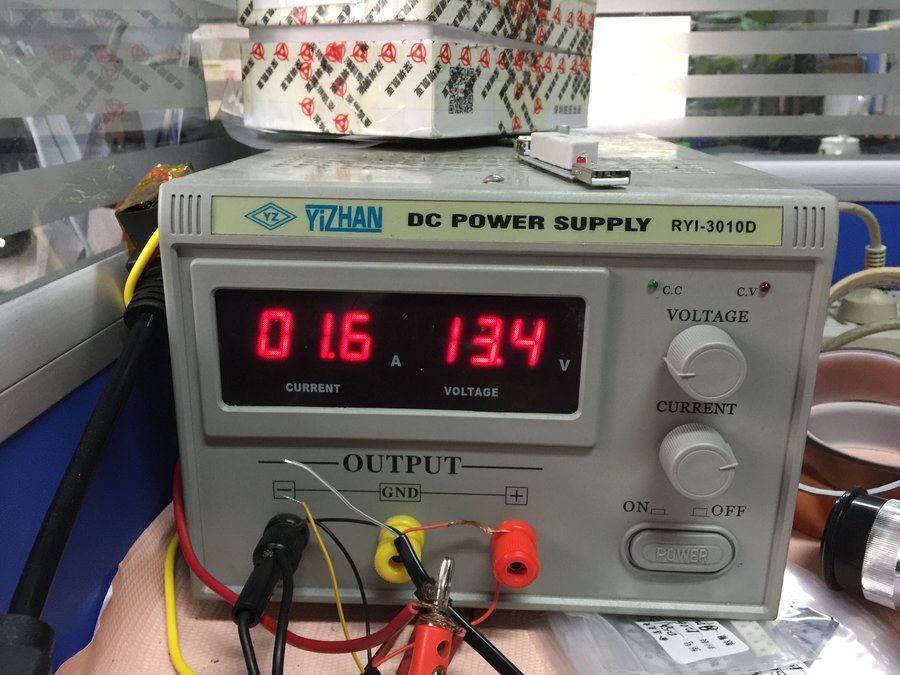 YZ YiZHAN DC POWER SUPPLY RYI-3010D
C.C C.V
VOLTAGE
01.6 A 13.4 V
CURRENT VOLTAGE
CURRENT
OUTPUT
− GND +
ON OFF
POWER